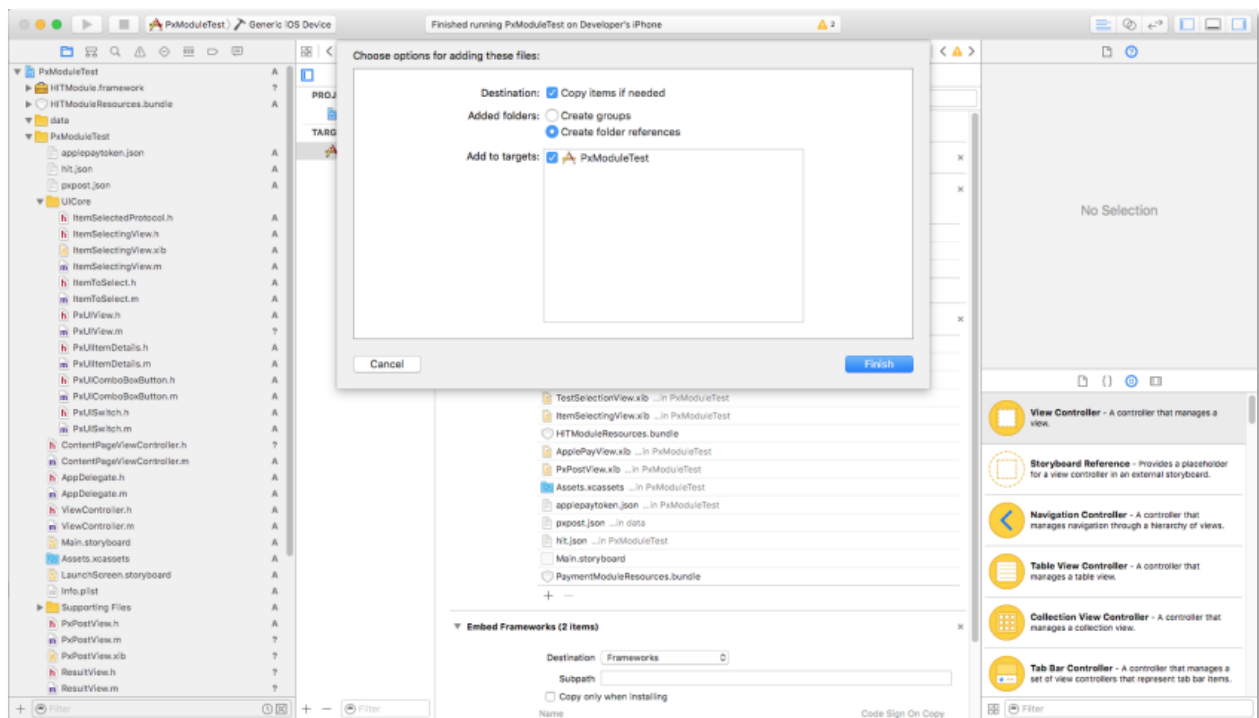 PxModuleTest Generic iOS Device
Finished running PxModuleTest on Developer's iPhone
2
PxModuleTest A
HITModule.framework ?
HITModuleResources.bundle A
data
PxModuleTest
applepaytoken.json A
hit.json A
pxpost.json A
UICore
ItemSelectedProtocol.h A
ItemSelectingView.h A
ItemSelectingView.xib A
ItemSelectingView.m A
ItemToSelect.h A
ItemToSelect.m A
PxUIView.h A
PxUIView.m ?
PxUIItemDetails.h A
PxUIItemDetails.m A
PxUIComboBoxButton.h A
PxUIComboBoxButton.m A
PxUISwitch.h A
PxUISwitch.m A
ContentPageViewController.h ?
ContentPageViewController.m A
AppDelegate.h A
AppDelegate.m A
ViewController.h A
ViewController.m A
Main.storyboard A
Assets.xcassets A
LaunchScreen.storyboard A
Info.plist A
Supporting Files A
PxPostView.h A
PxPostView.m ?
PxPostView.xib ?
ResultView.h A
ResultView.m ?
Filter
PROJ
TARG
Filter
Choose options for adding these files:
Destination: Copy items if needed
Added folders: Create groups
Create folder references
Add to targets: PxModuleTest
Cancel
Finish
TestSelectionView.xib ...in PxModuleTest
ItemSelectingView.xib ...in PxModuleTest
HITModuleResources.bundle
ApplePayView.xib ...in PxModuleTest
PxPostView.xib ...in PxModuleTest
Assets.xcassets ...in PxModuleTest
applepaytoken.json ...in PxModuleTest
pxpost.json ...in data
hit.json ...in PxModuleTest
Main.storyboard
PaymentModuleResources.bundle
Embed Frameworks (2 items)
Destination Frameworks
Subpath
Copy only when installing
Name Code Sign On Copy
No Selection
View Controller - A controller that manages a
view.
Storyboard Reference - Provides a placeholder
for a view controller in an external storyboard.
Navigation Controller - A controller that
manages navigation through a hierarchy of views.
Table View Controller - A controller that
manages a table view.
Collection View Controller - A controller that
manages a collection view.
Tab Bar Controller - A controller that manages a
set of view controllers that represent tab bar items.
Filter